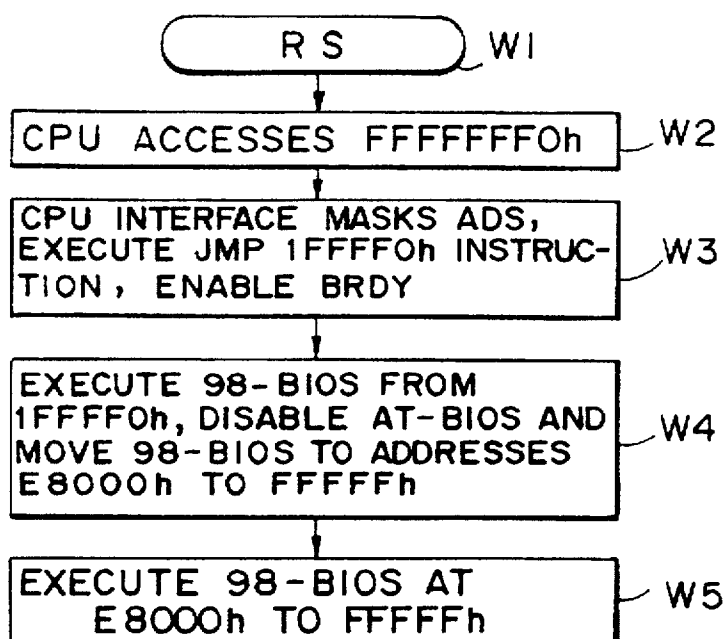 RS
W1
CPU ACCESSES FFFFFFF0h
W2
CPU INTERFACE MASKS ADS,
EXECUTE JMP 1FFFF0h INSTRUC-
TION, ENABLE BRDY
W3
EXECUTE 98-BIOS FROM
1FFFF0h, DISABLE AT-BIOS AND
MOVE 98-BIOS TO ADDRESSES
E8000h TO FFFFFh
W4
EXECUTE 98-BIOS AT
E8000h TO FFFFFh
W5